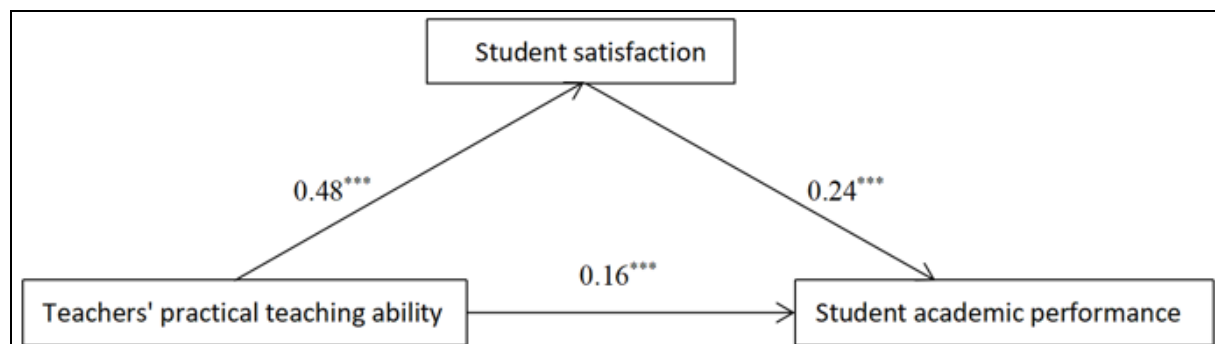 Student satisfaction
0.48***
0.24***
0.16***
Teachers' practical teaching ability
Student academic performance